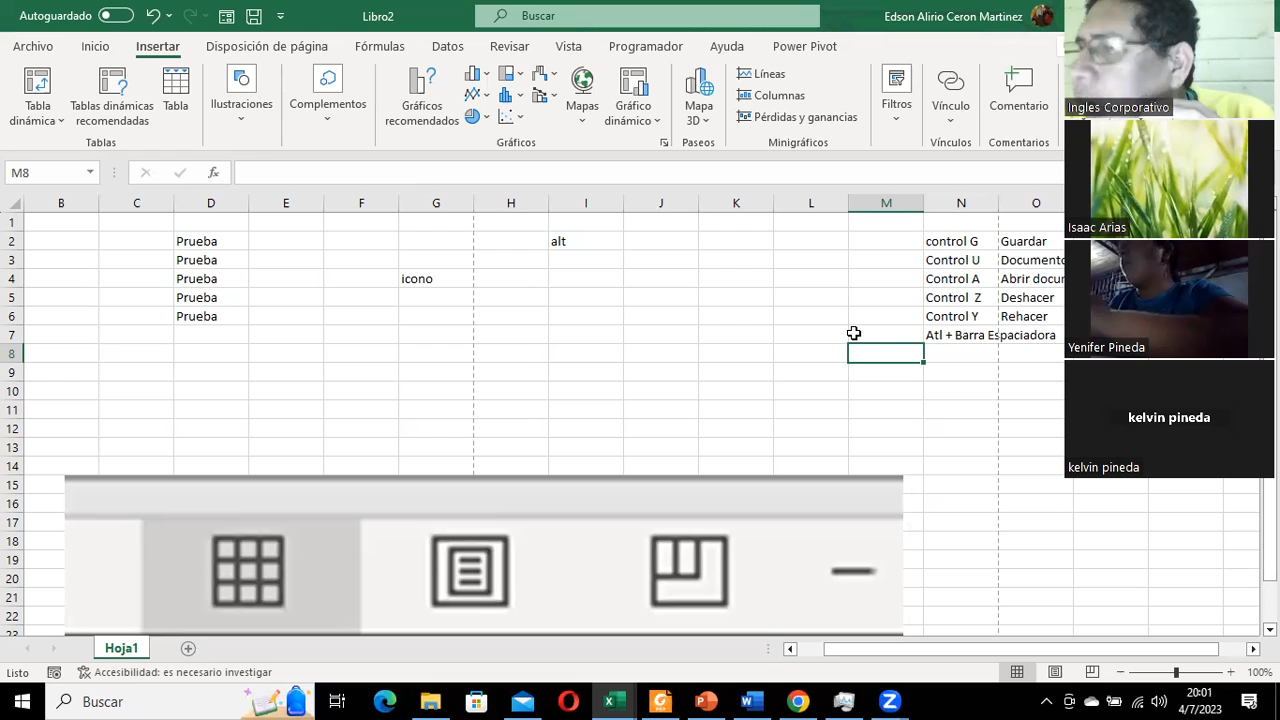 Autoguardado
Libro2
Buscar
Edson Alirio Ceron Martinez
Archivo Inicio Insertar Disposición de página Fórmulas Datos Revisar Vista Programador Ayuda Power Pivot
Tabla dinámica
Tablas dinámicas recomendadas
Tabla
Ilustraciones
Complementos
Gráficos recomendados
Mapas
Gráfico dinámico
Mapa 3D
Líneas
Columnas
Pérdidas y ganancias
Filtros
Vínculo
Comentario
Tablas
Gráficos
Paseos
Minigráficos
Vínculos
Comentarios
M8
fx
B C D E F G H I J K L M N O
1
2 Prueba alt control G Guardar
3 Prueba Control U Documento
4 Prueba icono Control A Abrir docur
5 Prueba Control Z Deshacer
6 Prueba Control Y Rehacer
7 Atl + Barra Espaciadora
8
9
10
11
12
13
14
15
16
17
18
19
20
21
22
23
Ingles Corporativo
Isaac Arias
Yenifer Pineda
kelvin pineda
kelvin pineda
Hoja1
Listo
Accesibilidad: es necesario investigar
100%
Buscar
20:01
4/7/2023